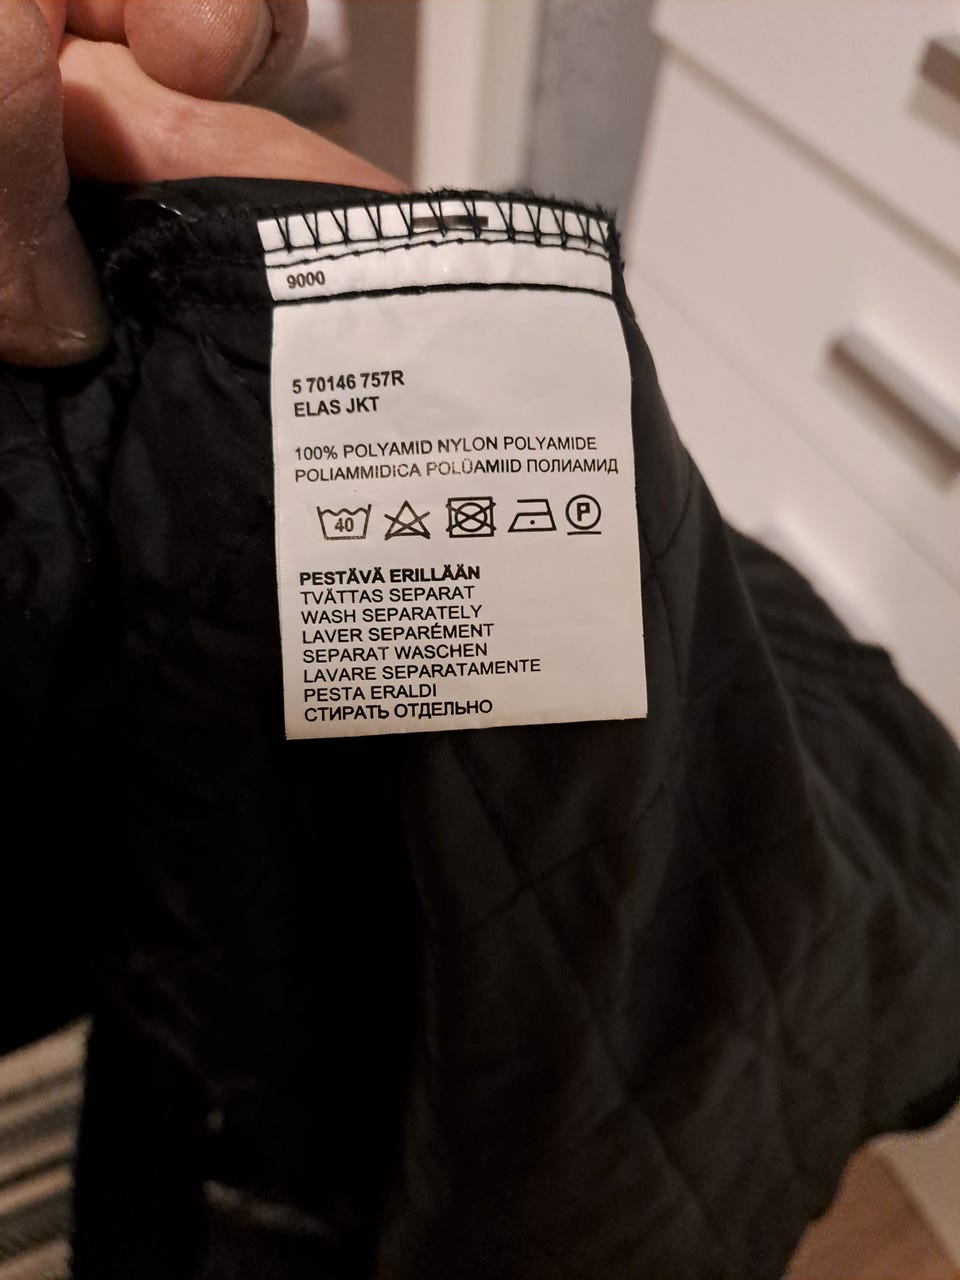 9000
5 70146 757R
ELAS JKT
100% POLYAMID NYLON POLYAMIDE
POLIAMMIDICA POLÜAMIID ПОЛИАМИД
40 P
PESTÄVÄ ERILLÄÄN
TVÄTTAS SEPARAT
WASH SEPARATELY
LAVER SEPARÉMENT
SEPARAT WASCHEN
LAVARE SEPARATAMENTE
PESTA ERALDI
СТИРАТЬ ОТДЕЛЬНО